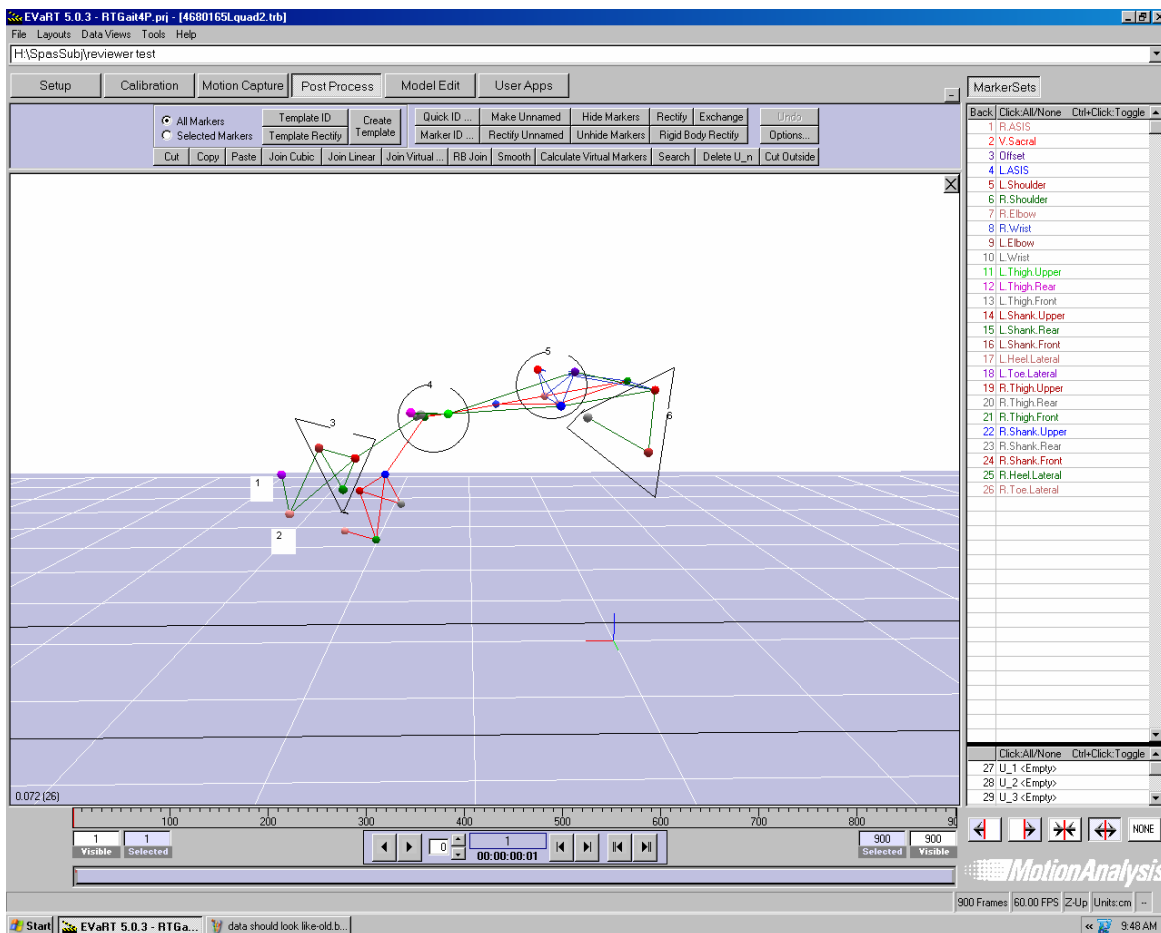 EVaRT 5.0.3 - RTGait4P.prj - [4680165Lquad2.trb]
File Layouts Data Views Tools Help
H:\SpasSubj\reviewer test
Setup Calibration Motion Capture Post Process Model Edit User Apps
MarkerSets
All Markers
Selected Markers
Template ID
Template Rectify
Create Template
Quick ID ... Make Unnamed Hide Markers Rectify Exchange Undo
Marker ID ... Rectify Unnamed Unhide Markers Rigid Body Rectify Options...
Cut Copy Paste Join Cubic Join Linear Join Virtual ... RB Join Smooth Calculate Virtual Markers Search Delete U_n Cut Outside
Back Click:All/None Ctrl+Click:Toggle
1 R.ASIS
2 V.Sacral
3 Offset
4 L.ASIS
5 L.Shoulder
6 R.Shoulder
7 R.Elbow
8 R.Wrist
9 L.Elbow
10 L.Wrist
11 L.Thigh.Upper
12 L.Thigh.Rear
13 L.Thigh.Front
14 L.Shank.Upper
15 L.Shank.Rear
16 L.Shank.Front
17 L.Heel.Lateral
18 L.Toe.Lateral
19 R.Thigh.Upper
20 R.Thigh.Rear
21 R.Thigh.Front
22 R.Shank.Upper
23 R.Shank.Rear
24 R.Shank.Front
25 R.Heel.Lateral
26 R.Toe.Lateral
5
4
3
6
1
2
Click:All/None Ctrl+Click:Toggle
27 U_1 <Empty>
28 U_2 <Empty>
29 U_3 <Empty>
0.072 (26)
100 200 300 400 500 600 700 800 90
1 1
Visible Selected
0 1
00:00:00:01
900 900
Selected Visible
NONE
MotionAnalysis
900 Frames 60.00 FPS Z-Up Units:cm --
Start EVaRT 5.0.3 - RTGa... data should look like-old.b... 9:48 AM